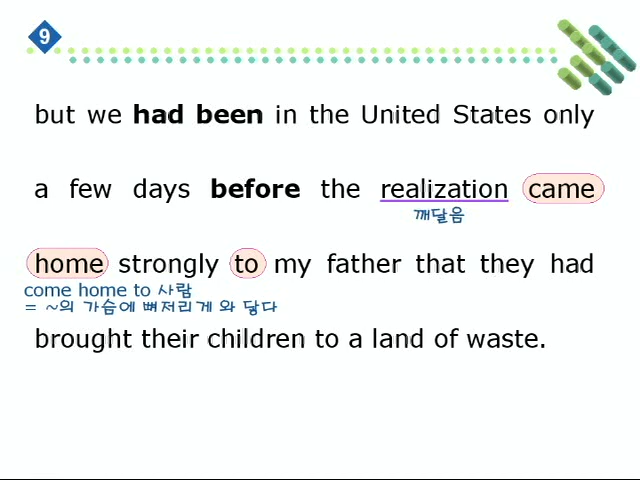 9
but we had been in the United States only
a few days before the realization came
깨달음
home strongly to my father that they had
come home to 사람
= ~의 가슴에 뼈저리게 와 닿다
brought their children to a land of waste.